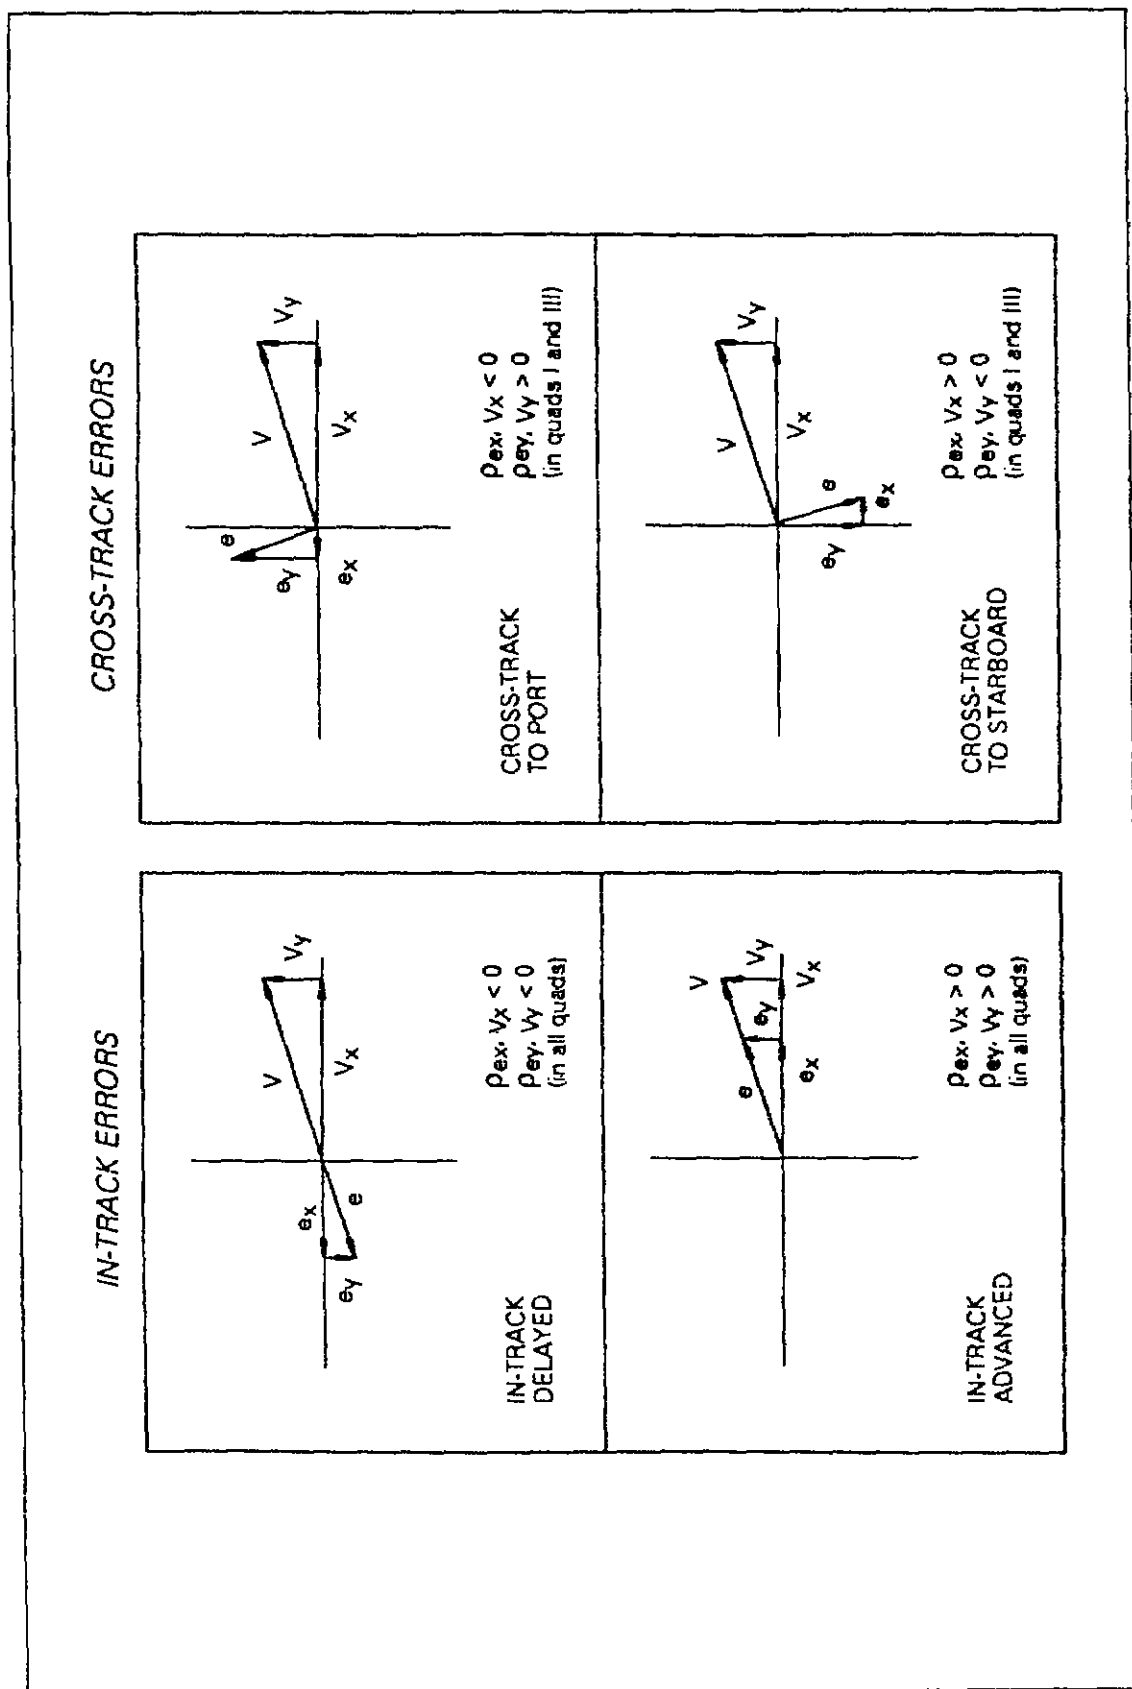 IN-TRACK ERRORS
V
Vy
Vx
ex
e
ey
IN-TRACK
DELAYED
ρex, Vx < 0
ρey, Vy < 0
(in all quads)
V
Vy
e
ey
ex
Vx
IN-TRACK
ADVANCED
ρex, Vx > 0
ρey, Vy > 0
(in all quads)
CROSS-TRACK ERRORS
e
V
Vy
ey
ex
Vx
CROSS-TRACK
TO PORT
ρex, Vx < 0
ρey, Vy > 0
(in quads I and III)
V
Vy
Vx
ey
e
ex
CROSS-TRACK
TO STARBOARD
ρex, Vx > 0
ρey, Vy < 0
(in quads I and III)